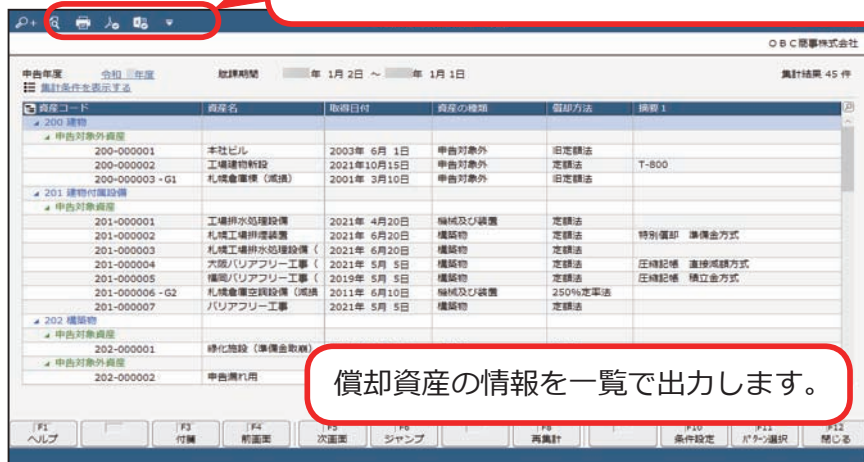 OBC商事株式会社
申告年度 令和 年度 賦課期間 年 1月 2日 ～ 年 1月 1日 集計結果 45 件
集計条件を表示する
資産コード 資産名 取得日付 資産の種類 償却方法 摘要1
200 建物
申告対象外資産
200-000001 本社ビル 2003年 6月 1日 申告対象外 旧定額法
200-000002 工場建物新設 2021年10月15日 申告対象外 定額法 T-800
200-000003 -G1 札幌倉庫棟（減損） 2001年 3月10日 申告対象外 旧定額法
201 建物付属設備
申告対象資産
201-000001 工場排水処理設備 2021年 4月20日 機械及び装置 定額法
201-000002 札幌工場排煙装置 2021年 6月20日 構築物 定額法 特別償却 準備金方式
201-000003 札幌工場排水処理設備（ 2021年 6月20日 構築物 定額法
201-000004 大阪バリアフリー工事（ 2021年 5月 5日 構築物 定額法 圧縮記帳 直接減額方式
201-000005 福岡バリアフリー工事（ 2019年 5月 5日 構築物 定額法 圧縮記帳 積立金方式
201-000006 -G2 札幌倉庫空調設備（減損 2011年 6月10日 機械及び装置 250%定率法
201-000007 バリアフリー工事 2021年 5月 5日 構築物 定額法
202 構築物
申告対象資産
202-000001 緑化施設（準備金取崩）
申告対象外資産
202-000002 申告漏れ用
償却資産の情報を一覧で出力します。
F1 F3 F4 F5 F6 F8 F10 F11 F12
ヘルプ 付箋 前画面 次画面 ジャンプ 再集計 条件設定 パターン選択 閉じる